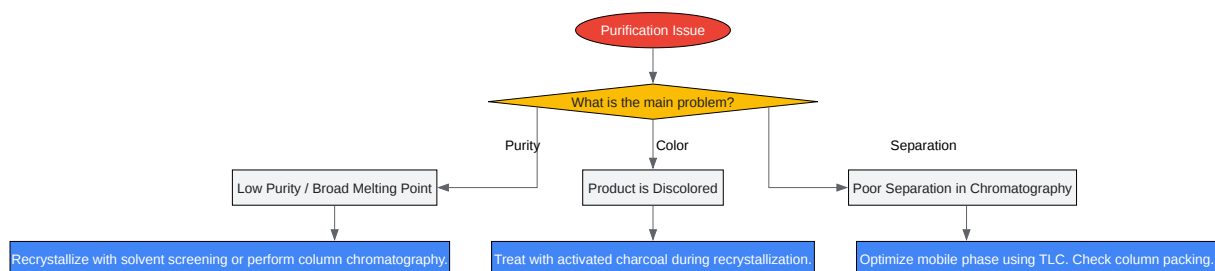 Purification Issue
What is the main problem?
Purity
Color
Separation
Low Purity / Broad Melting Point
Product is Discolored
Poor Separation in Chromatography
Recrystallize with solvent screening or perform column chromatography.
Treat with activated charcoal during recrystallization.
Optimize mobile phase using TLC. Check column packing.